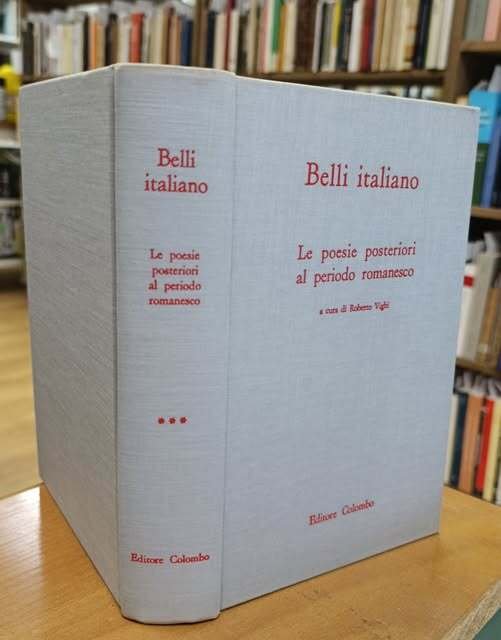 Belli
italiano
Le poesie
posteriori
al periodo
romanesco
***
Editore Colombo
Belli italiano
Le poesie posteriori
al periodo romanesco
a cura di Roberto Vighi
Editore Colombo